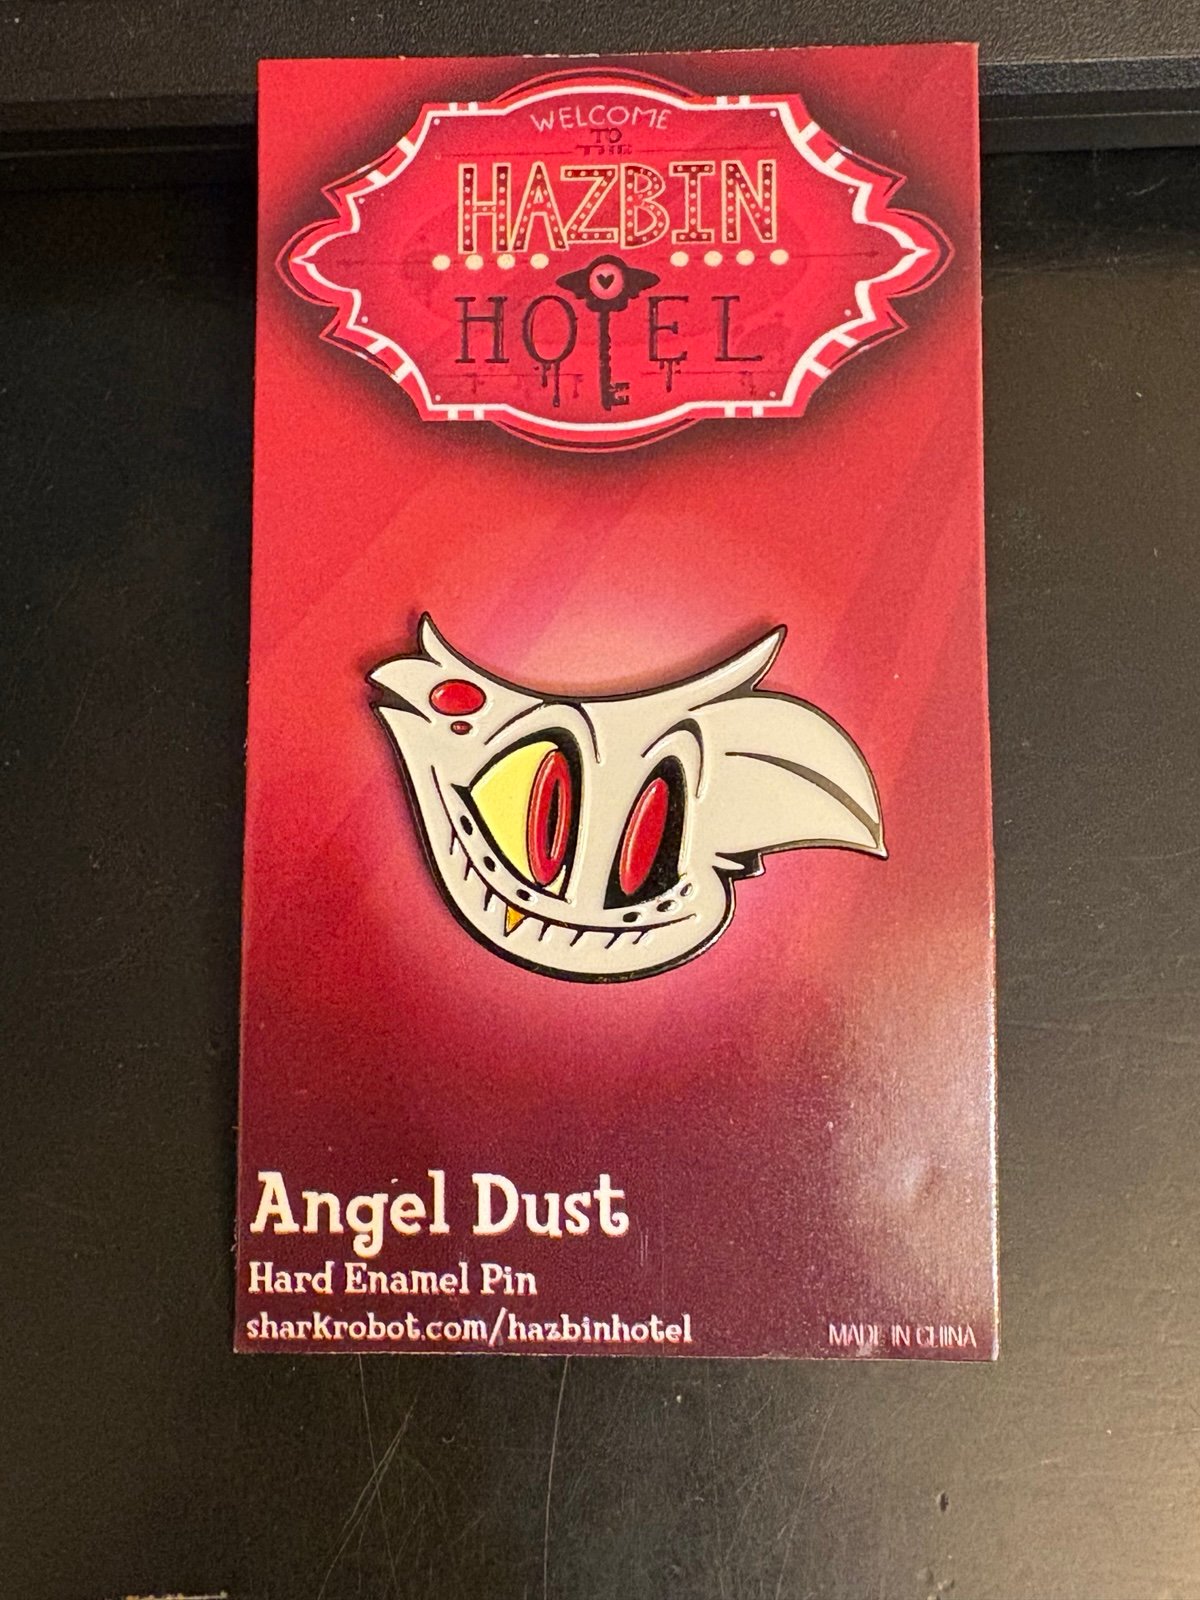 WELCOME
TO
THE
HAZBIN
HOTEL
Angel Dust
Hard Enamel Pin
sharkrobot.com/hazbinhotel
MADE IN CHINA